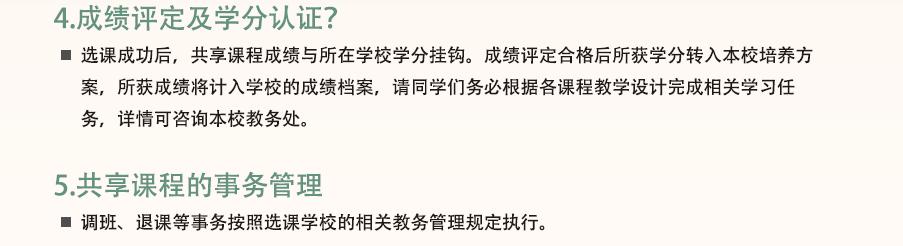 4.成绩评定及学分认证?
■ 选课成功后，共享课程成绩与所在学校学分挂钩。成绩评定合格后所获学分转入本校培养方
案，所获成绩将计入学校的成绩档案，请同学们务必根据各课程教学设计完成相关学习任
务，详情可咨询本校教务处。
5.共享课程的事务管理
■ 调班、退课等事务按照选课学校的相关教务管理规定执行。